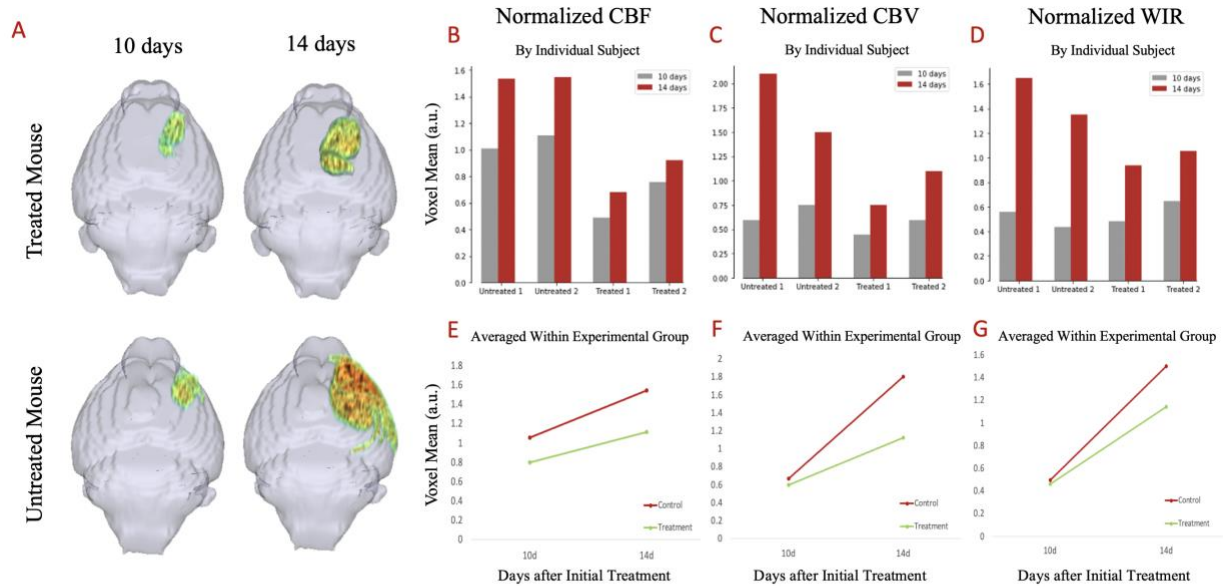 A
10 days
14 days
Treated Mouse
Untreated Mouse
Normalized CBF
Normalized CBV
Normalized WIR
B
By Individual Subject
1.6
1.4
1.2
1.0
0.8
0.6
0.4
0.2
0.0
Voxel Mean (a.u.)
10 days
14 days
Untreated 1
Untreated 2
Treated 1
Treated 2
C
By Individual Subject
2.00
1.75
1.50
1.25
1.00
0.75
0.50
0.25
0.00
10 days
14 days
Untreated 1
Untreated 2
Treated 1
Treated 2
D
By Individual Subject
1.6
1.4
1.2
1.0
0.8
0.6
0.4
0.2
0.0
10 days
14 days
Untreated 1
Untreated 2
Treated 1
Treated 2
E
Averaged Within Experimental Group
1.8
1.6
1.4
1.2
1
0.8
0.6
0.4
0.2
0
Voxel Mean (a.u.)
Control
Treatment
10d
14d
Days after Initial Treatment
F
Averaged Within Experimental Group
2
1.8
1.6
1.4
1.2
1
0.8
0.6
0.4
0.2
0
Control
Treatment
10d
14d
Days after Initial Treatment
G
Averaged Within Experimental Group
1.6
1.4
1.2
1
0.8
0.6
0.4
0.2
0
Control
Treatment
10d
14d
Days after Initial Treatment